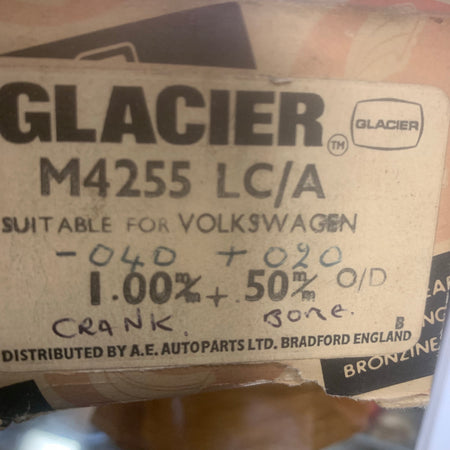 GLACIER TM GLACIER
M4255 LC/A
SUITABLE FOR VOLKSWAGEN
-040 + 020
1.00m/m + .50m/m O/D
CRANK. BORE.
DISTRIBUTED BY A.E. AUTOPARTS LTD. BRADFORD ENGLAND
B
BRONZINE